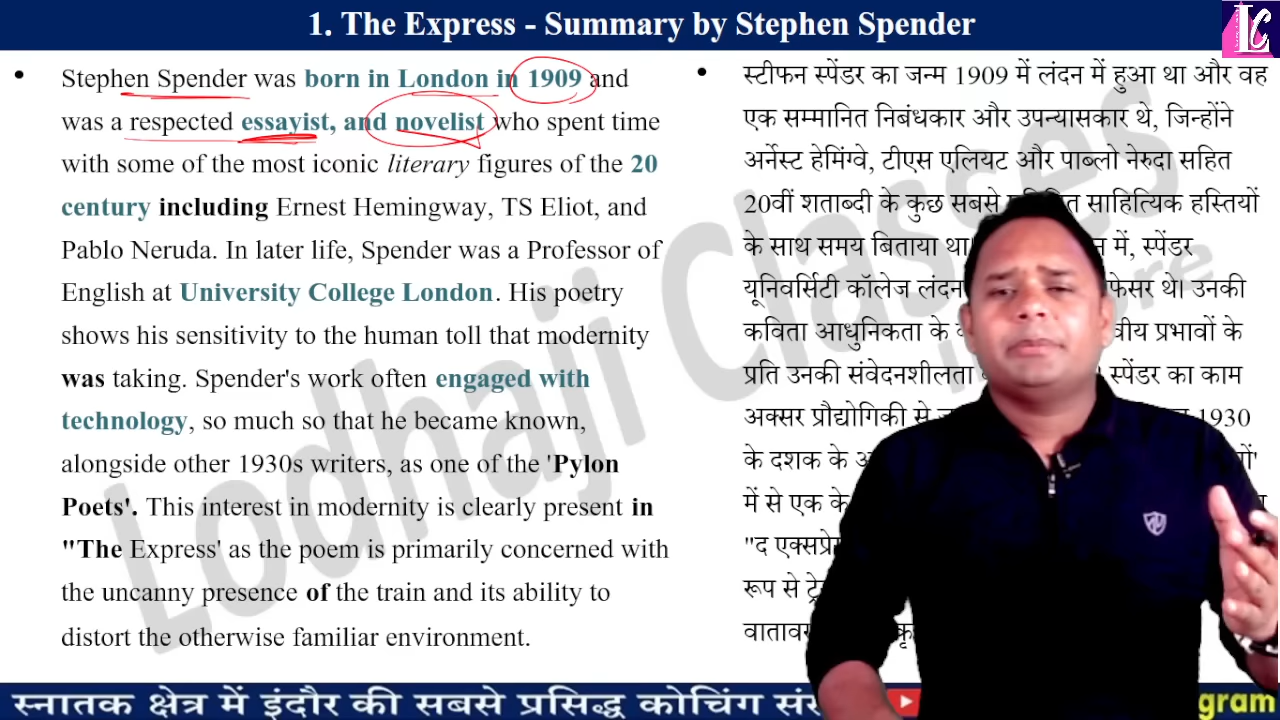 1. The Express - Summary by Stephen Spender
LC
Stephen Spender was born in London in 1909 and
was a respected essayist, and novelist who spent time
with some of the most iconic literary figures of the 20
century including Ernest Hemingway, TS Eliot, and
Pablo Neruda. In later life, Spender was a Professor of
English at University College London. His poetry
shows his sensitivity to the human toll that modernity
was taking. Spender's work often engaged with
technology, so much so that he became known,
alongside other 1930s writers, as one of the 'Pylon
Poets'. This interest in modernity is clearly present in
"The Express' as the poem is primarily concerned with
the uncanny presence of the train and its ability to
distort the otherwise familiar environment.
स्टीफन स्पेंडर का जन्म 1909 में लंदन में हुआ था और वह
एक सम्मानित निबंधकार और उपन्यासकार थे, जिन्होंने
अर्नेस्ट हेमिंग्वे, टीएस एलियट और पाब्लो नेरुदा सहित
20वीं शताब्दी के कुछ सबसे साहित्यिक हस्तियों
के साथ समय बिताया था में, स्पेंडर
यूनिवर्सिटी कॉलेज लंदन थे। उनकी
कविता आधुनिकता के प्रभावों के
प्रति उनकी संवेदनशीलता स्पेंडर का काम
अक्सर प्रौद्योगिकी से 1930
के दशक के
में से एक के
"द
रूप से
Lodhaji Classes
स्नातक क्षेत्र में इंदौर की सबसे प्रसिद्ध कोचिंग
gram